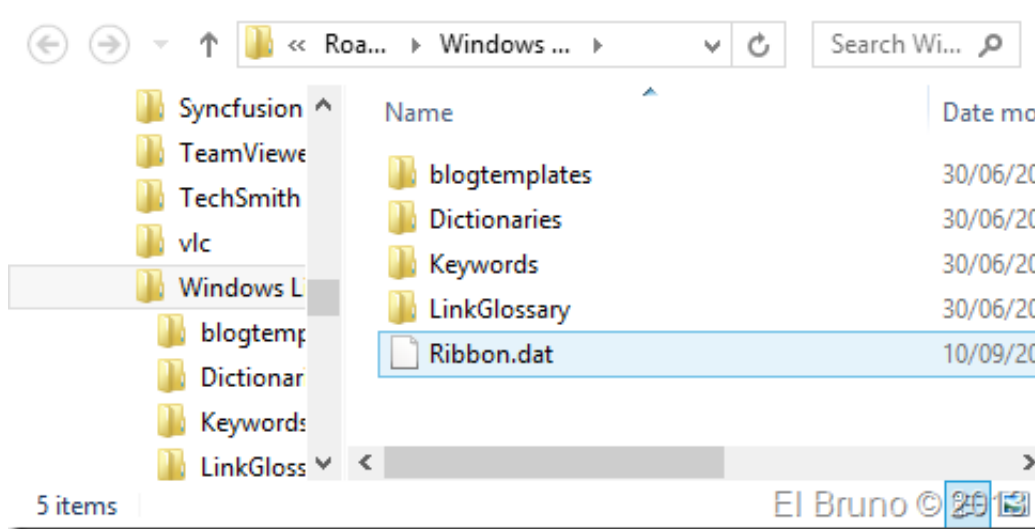 « Roa... Windows ...
Search Wi...
Syncfusion
TeamViewe
TechSmith
vlc
Windows L
blogtemp
Dictionar
Keywords
LinkGloss
Name Date mo
blogtemplates 30/06/20
Dictionaries 30/06/20
Keywords 30/06/20
LinkGlossary 30/06/20
Ribbon.dat 10/09/20
5 items
El Bruno © 2013